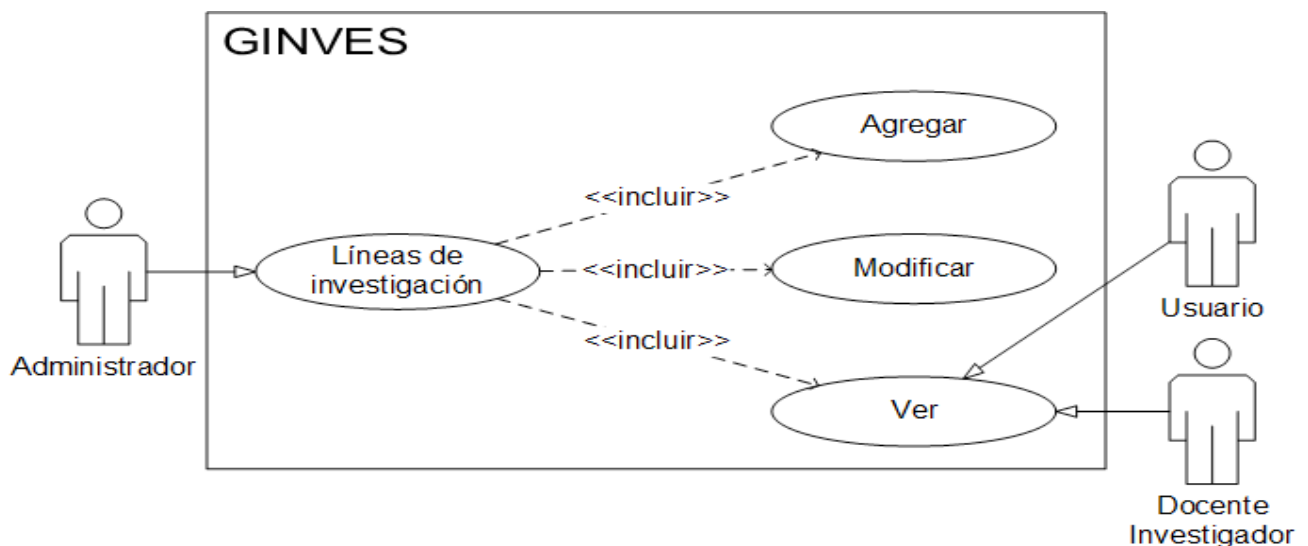 GINVES
Agregar
<<incluir>>
Líneas de
investigación
<<incluir>>
Modificar
<<incluir>>
Ver
Administrador
Usuario
Docente
Investigador